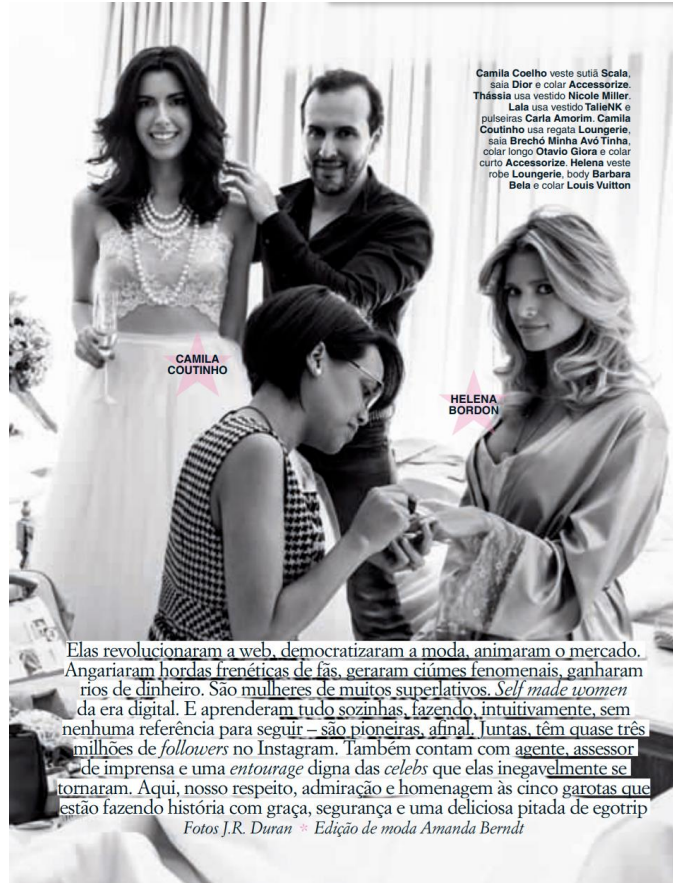 Camila Coelho veste sutiã Scala,
saia Dior e colar Accessorize.
Thássia usa vestido Nicole Miller.
Lala usa vestido TalieNK e
pulseiras Carla Amorim. Camila
Coutinho usa regata Loungerie,
saia Brechó Minha Avó Tinha,
colar longo Otavio Giora e colar
curto Accessorize. Helena veste
robe Loungerie, body Barbara
Bela e colar Louis Vuitton
CAMILA
COUTINHO
HELENA
BORDON
Elas revolucionaram a web, democratizaram a moda, animaram o mercado.
Angariaram hordas frenéticas de fãs, geraram ciúmes fenomenais, ganharam
rios de dinheiro. São mulheres de muitos superlativos. Self made women
da era digital. E aprenderam tudo sozinhas, fazendo, intuitivamente, sem
nenhuma referência para seguir – são pioneiras, afinal. Juntas, têm quase três
milhões de followers no Instagram. Também contam com agente, assessor
de imprensa e uma entourage digna das celebs que elas inegavelmente se
tornaram. Aqui, nosso respeito, admiração e homenagem às cinco garotas que
estão fazendo história com graça, segurança e uma deliciosa pitada de egotrip
Fotos J.R. Duran * Edição de moda Amanda Berndt